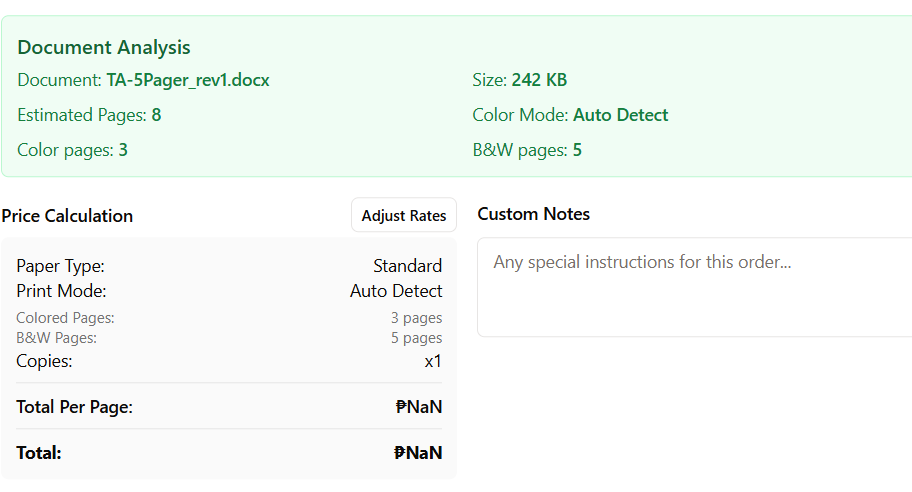 Document Analysis
Document: TA-5Pager_rev1.docx
Size: 242 KB
Estimated Pages: 8
Color Mode: Auto Detect
Color pages: 3
B&W pages: 5
Price Calculation
Adjust Rates
Paper Type: Standard
Print Mode: Auto Detect
Colored Pages: 3 pages
B&W Pages: 5 pages
Copies: x1
Total Per Page: ₱NaN
Total: ₱NaN
Custom Notes
Any special instructions for this order...